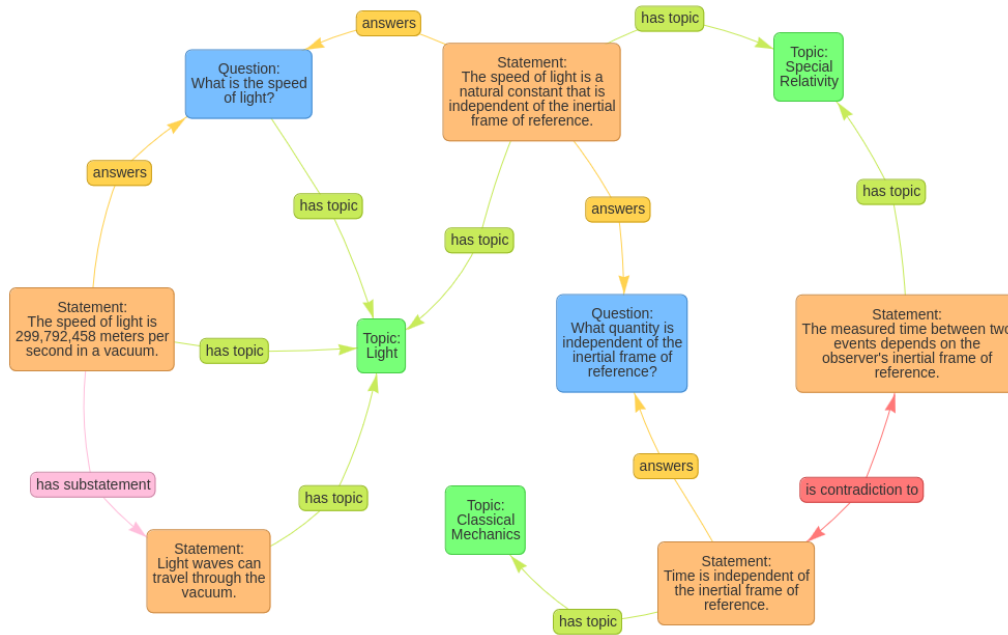 answers
has topic
Question:
What is the speed
of light?
Statement:
The speed of light is a
natural constant that is
independent of the inertial
frame of reference.
Topic:
Special
Relativity
answers
has topic
answers
has topic
has topic
Statement:
The speed of light is
299,792,458 meters per
second in a vacuum.
has topic
Topic:
Light
Question:
What quantity is
independent of the
inertial frame of
reference?
Statement:
The measured time between two
events depends on the
observer's inertial frame of
reference.
has substatement
has topic
answers
is contradiction to
Topic:
Classical
Mechanics
Statement:
Light waves can
travel through the
vacuum.
Statement:
Time is independent of
the inertial frame of
reference.
has topic